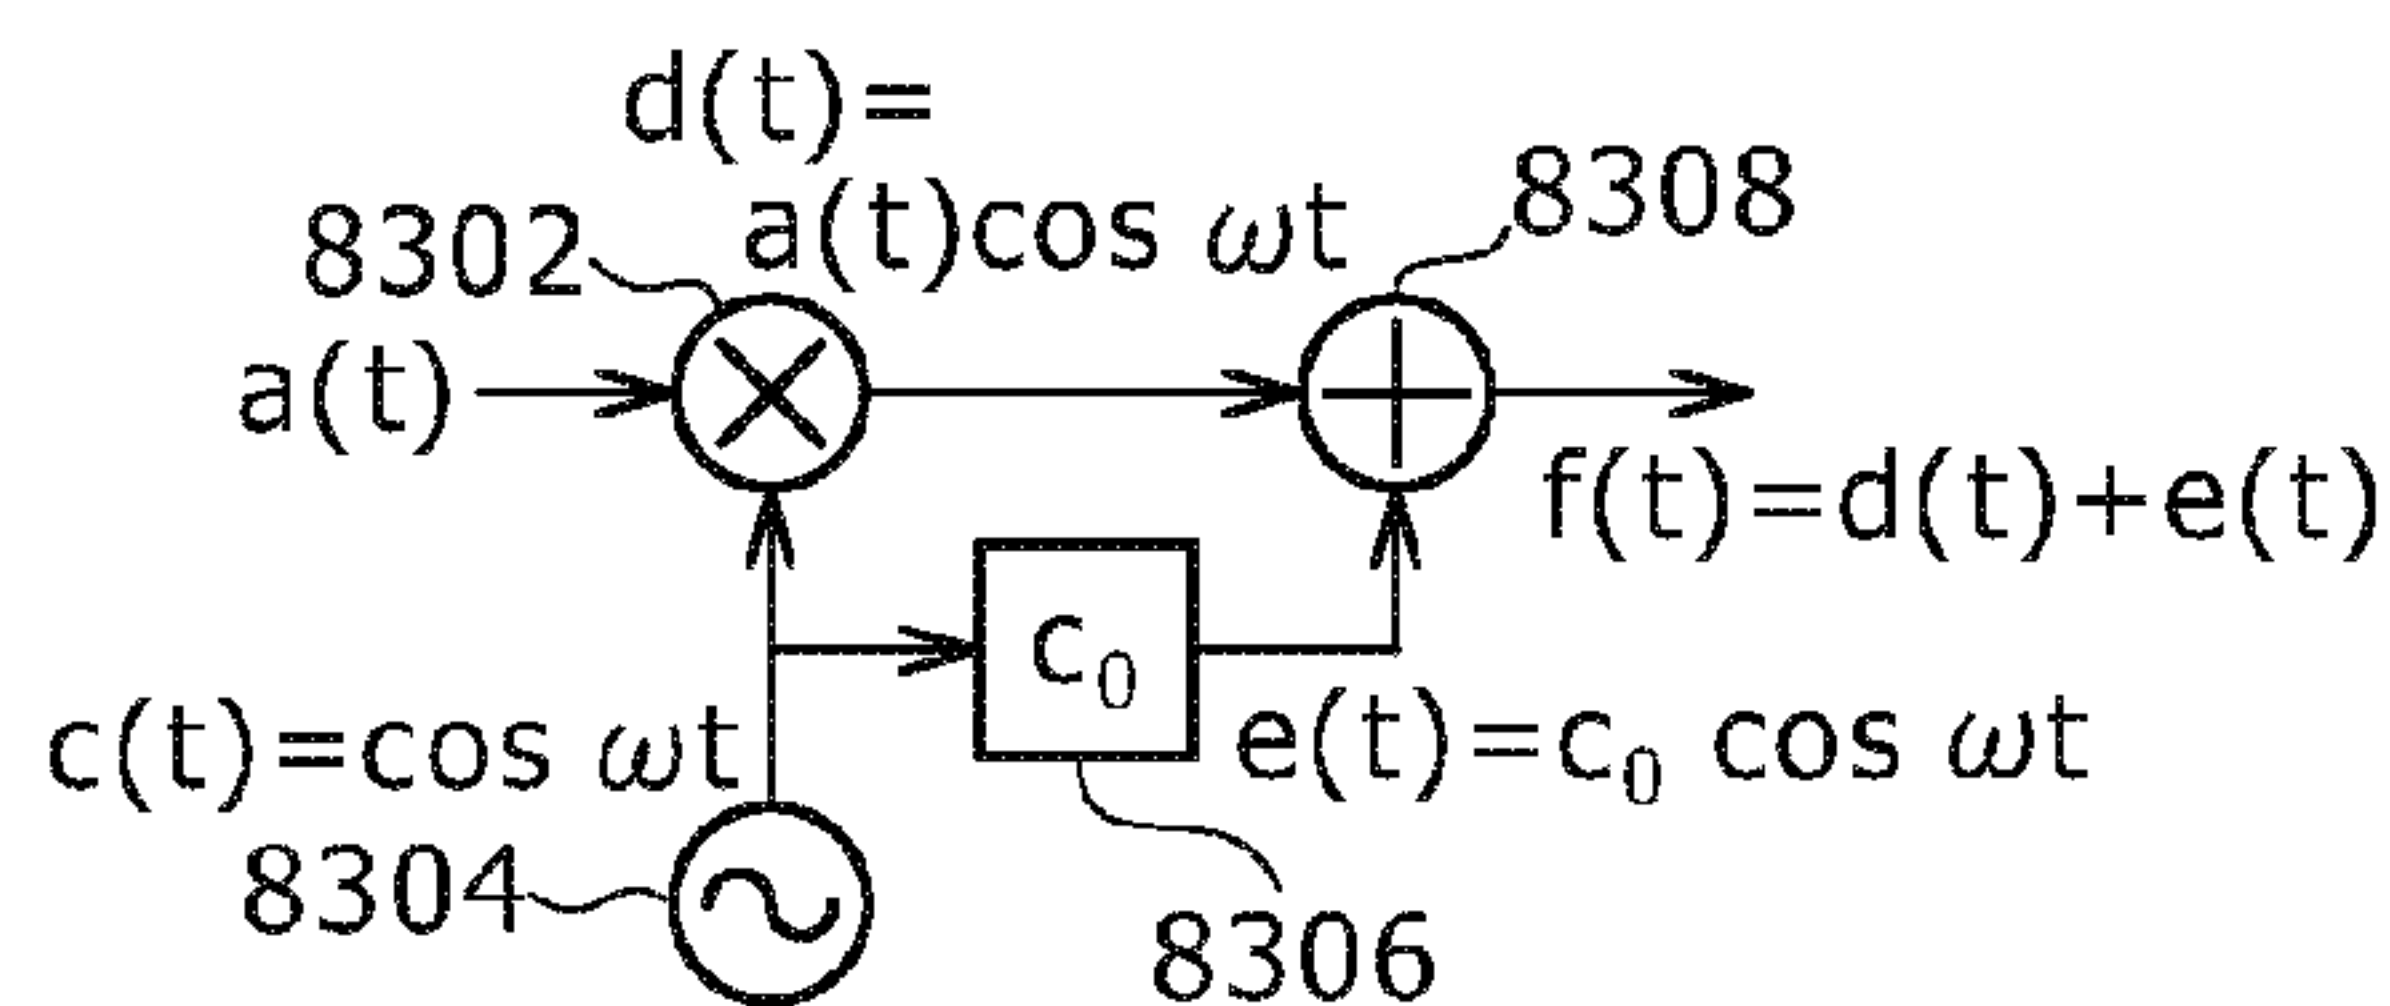 d(t)=
8302 a(t)cos ωt 8308
a(t)
f(t)=d(t)+e(t)
c₀
c(t)=cos ωt e(t)=c₀ cos ωt
8304
8306